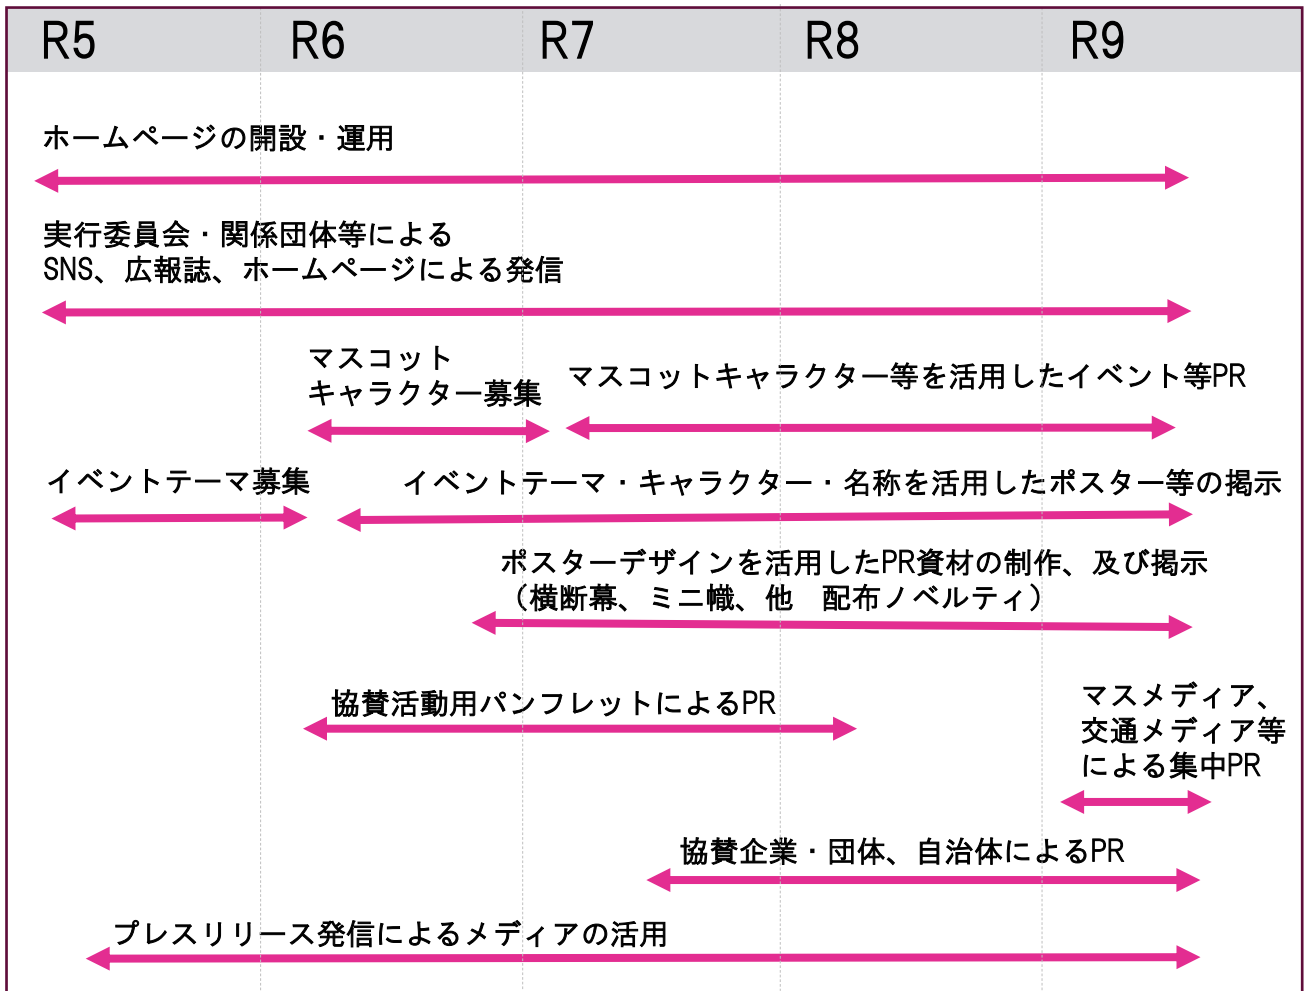 R5 R6 R7 R8 R9
ホームページの開設・運用
実行委員会・関係団体等による
SNS、広報誌、ホームページによる発信
マスコット
キャラクター募集
マスコットキャラクター等を活用したイベント等PR
イベントテーマ募集
イベントテーマ・キャラクター・名称を活用したポスター等の掲示
ポスターデザインを活用したPR資材の制作、及び掲示
（横断幕、ミニ幟、他　配布ノベルティ）
協賛活動用パンフレットによるPR
マスメディア、
交通メディア等
による集中PR
協賛企業・団体、自治体によるPR
プレスリリース発信によるメディアの活用